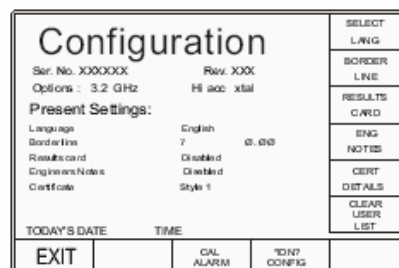 Configuration
Ser. No. XXXXXX Rev. XXX
Options : 3.2 GHz Hi acc xtal
Present Settings:
Language English
Borderline 7 Ø. ØØ
Results card Disabled
Engineers Notes Disabled
Certificate Style 1
TODAY'S DATE TIME
SELECT
LANG
BORDER
LINE
RESULTS
CARD
ENG
NOTES
CERT
DETAILS
CLEAR
USER
LIST
EXIT
CAL
ALARM
*IDN?
CONFIG